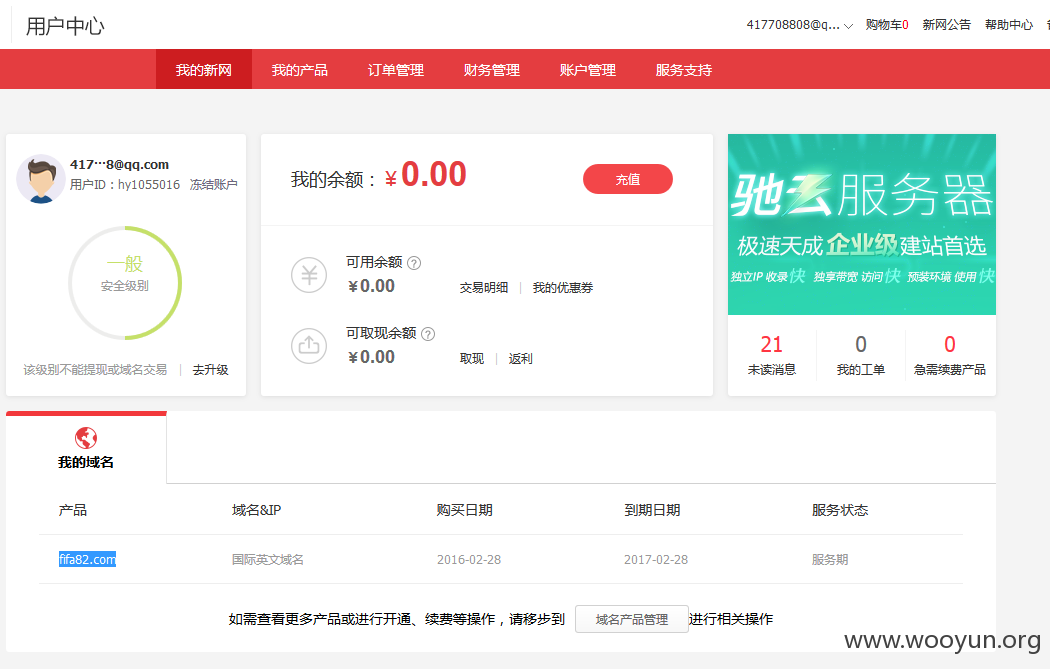 用户中心
417708808@q... 购物车0 新网公告 帮助中心
我的新网 我的产品 订单管理 财务管理 账户管理 服务支持
417···8@qq.com
用户ID：hy1055016 冻结账户
一般
安全级别
该级别不能提现或域名交易 | 去升级
我的余额：¥0.00
充值
可用余额 ?
¥0.00
交易明细 | 我的优惠券
可取现余额 ?
¥0.00
取现 | 返利
驰云服务器
极速天成企业级建站首选
独立IP 收录快 独享带宽 访问快 预装环境 使用快
21 0 0
未读消息 我的工单 急需续费产品
我的域名
产品 域名&IP 购买日期 到期日期 服务状态
fifa82.com 国际英文域名 2016-02-28 2017-02-28 服务期
如需查看更多产品或进行开通、续费等操作，请移步到 域名产品管理 进行相关操作
www.wooyun.org